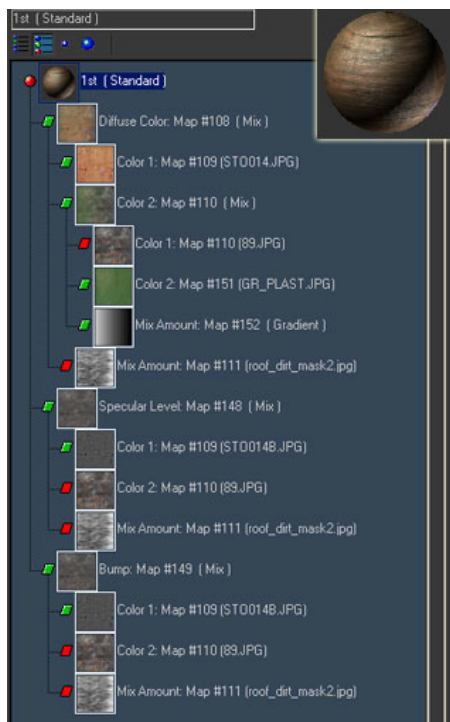 1st ( Standard )
1st ( Standard )
Diffuse Color: Map #108 ( Mix )
Color 1: Map #109 (STO014.JPG)
Color 2: Map #110 ( Mix )
Color 1: Map #110 (89.JPG)
Color 2: Map #151 (GR_PLAST.JPG)
Mix Amount: Map #152 ( Gradient )
Mix Amount: Map #111 (roof_dirt_mask2.jpg)
Specular Level: Map #148 ( Mix )
Color 1: Map #109 (STO014B.JPG)
Color 2: Map #110 (89.JPG)
Mix Amount: Map #111 (roof_dirt_mask2.jpg)
Bump: Map #149 ( Mix )
Color 1: Map #109 (STO014B.JPG)
Color 2: Map #110 (89.JPG)
Mix Amount: Map #111 (roof_dirt_mask2.jpg)